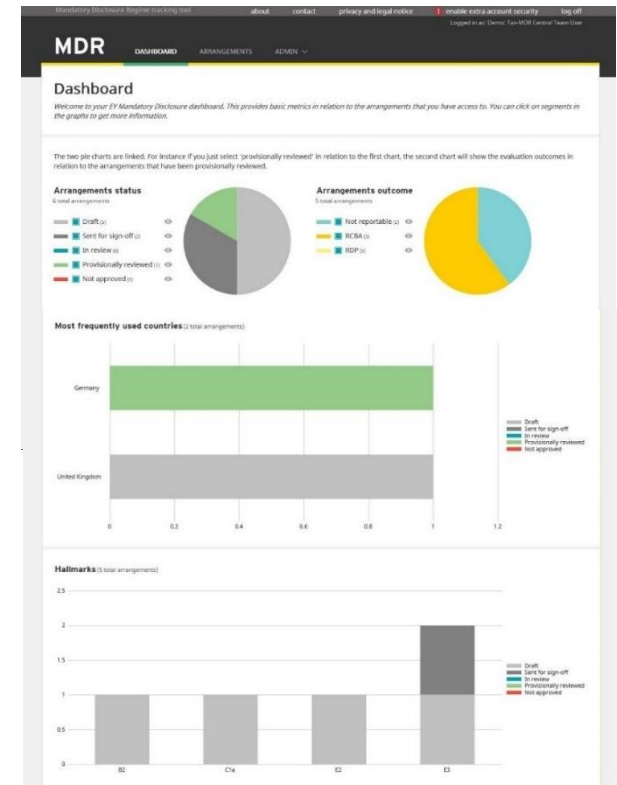 Mandatory Disclosure Regime tracking tool about contact privacy and legal notice ! enable extra account security log off
Logged in as: Demo: Tax-MDR Central Team User
MDR DASHBOARD ARRANGEMENTS ADMIN
Dashboard
Welcome to your EY Mandatory Disclosure dashboard. This provides basic metrics in relation to the arrangements that you have access to. You can click on segments in
the graphs to get more information.
The two pie charts are linked. For instance if you just select 'provisionally reviewed' in relation to the first chart, the second chart will show the evaluation outcomes in
relation to the arrangements that have been provisionally reviewed.
Arrangements status
6 total arrangements
Draft
Sent for sign-off
In review
Provisionally reviewed
Not approved
Arrangements outcome
5 total arrangements
Not reportable
RCBA
RDP
Most frequently used countries (2 total arrangements)
Germany
United Kingdom
0 0.2 0.4 0.6 0.8 1 1.2
Draft
Sent for sign-off
In review
Provisionally reviewed
Not approved
Hallmarks (5 total arrangements)
2.5
2
1.5
1
0.5
0
B2 C1a E2 E3
Draft
Sent for sign-off
In review
Provisionally reviewed
Not approved